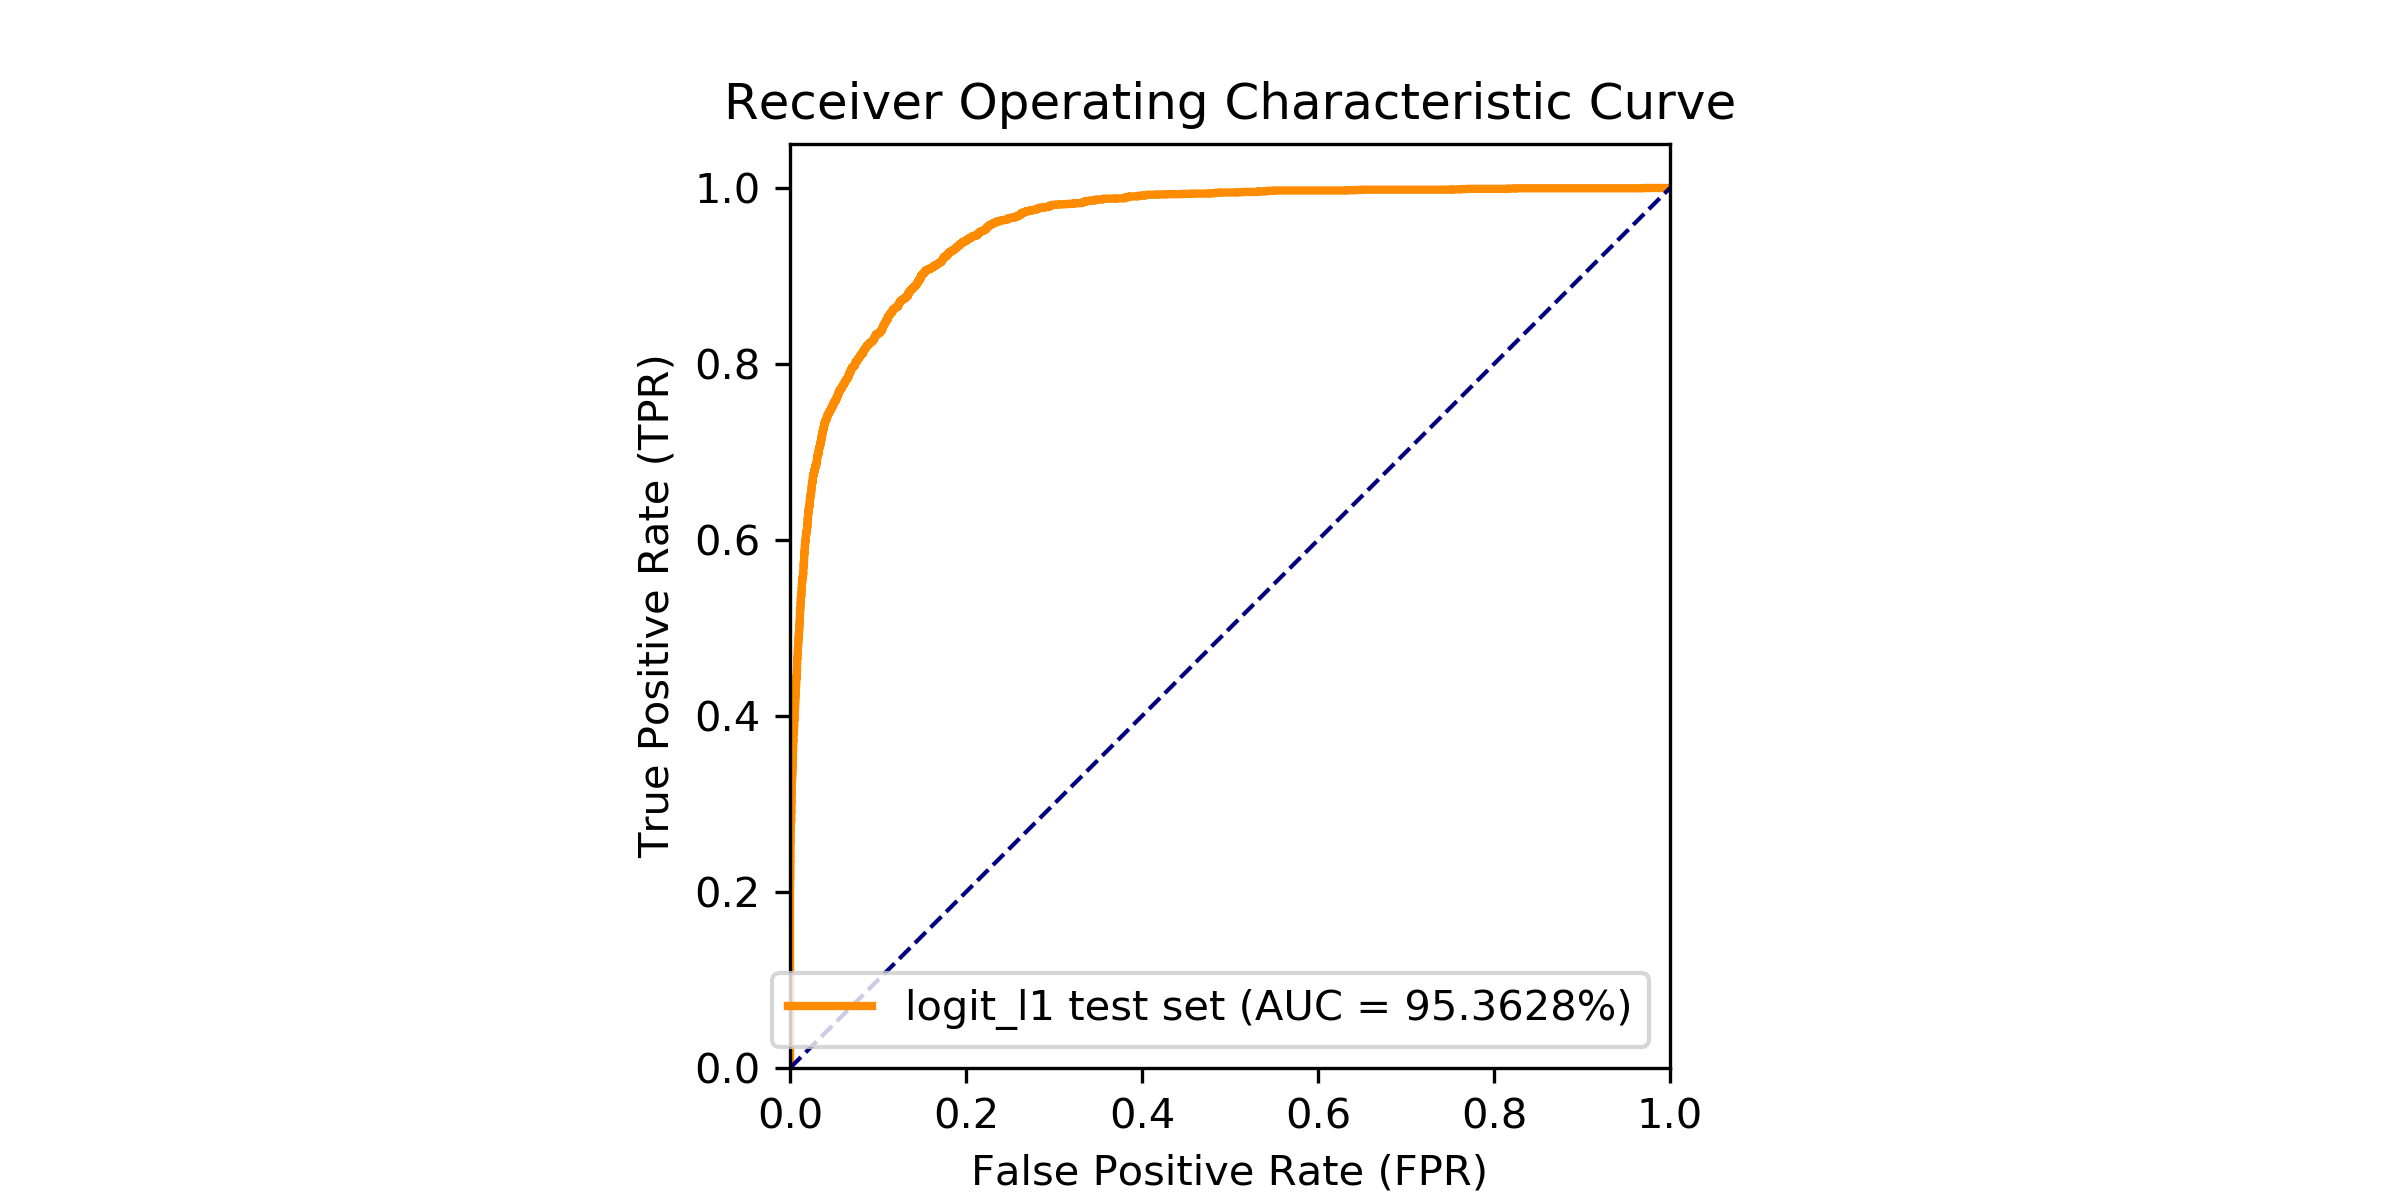 Receiver Operating Characteristic Curve
True Positive Rate (TPR)
1.0
0.8
0.6
0.4
0.2
0.0
logit_l1 test set (AUC = 95.3628%)
0.0 0.2 0.4 0.6 0.8 1.0
False Positive Rate (FPR)